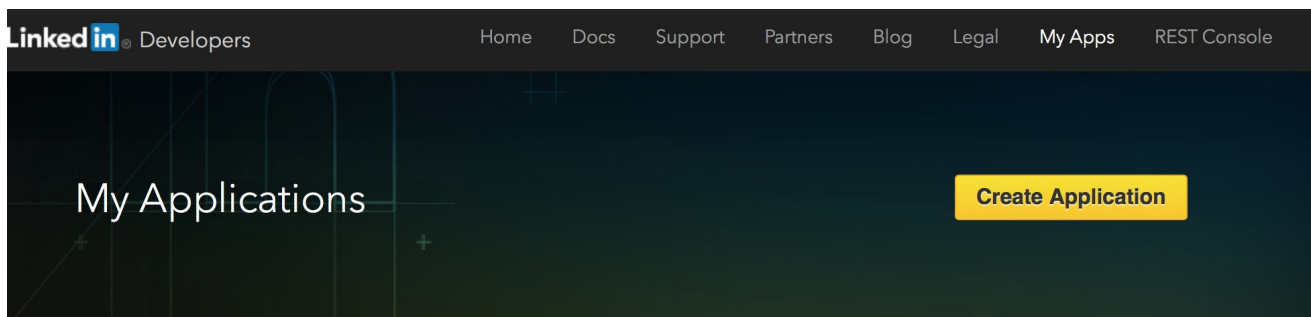 Linked in ® Developers Home Docs Support Partners Blog Legal My Apps REST Console
My Applications Create Application